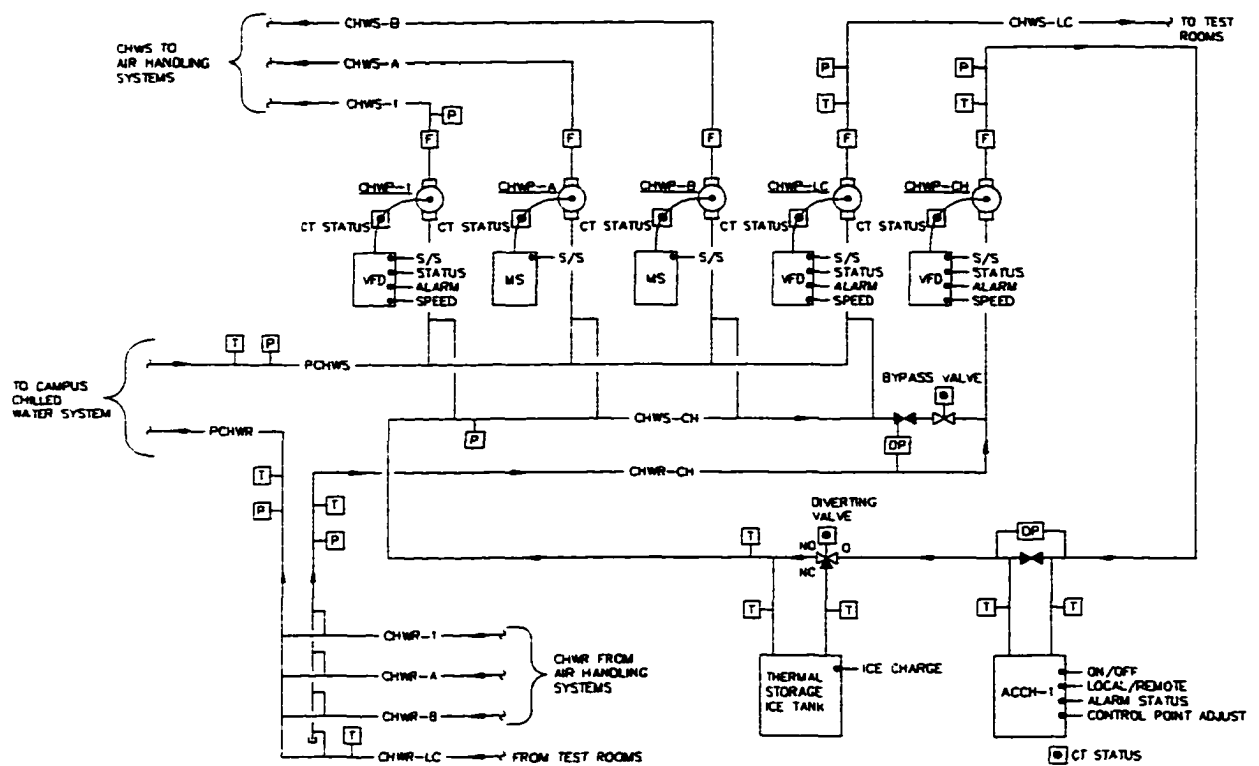 CHWS-B
CHWS TO
AIR HANDLING
SYSTEMS
CHWS-A
CHWS-1
CHWS-LC
TO TEST
ROOMS
P
P
T
T
P
F
F
F
F
F
CHWP-1
CHWP-A
CHWP-B
CHWP-LC
CHWP-CH
CT STATUS
CT STATUS
CT STATUS
CT STATUS
CT STATUS
VFD
S/S
STATUS
ALARM
SPEED
MS
S/S
MS
S/S
VFD
S/S
STATUS
ALARM
SPEED
VFD
S/S
STATUS
ALARM
SPEED
T
P
PCHWS
TO CAMPUS
CHILLED
WATER SYSTEM
PCHWR
BYPASS VALVE
CHWS-CH
P
DP
CHWR-CH
T
P
T
P
DIVERTING
VALVE
T
NO
O
NC
DP
T
T
T
T
CHWR-1
CHWR-A
CHWR-B
CHWR FROM
AIR HANDLING
SYSTEMS
T
CHWR-LC
FROM TEST ROOMS
THERMAL
STORAGE
ICE TANK
ICE CHARGE
ACCH-1
ON/OFF
LOCAL/REMOTE
ALARM STATUS
CONTROL POINT ADJUST
CT STATUS